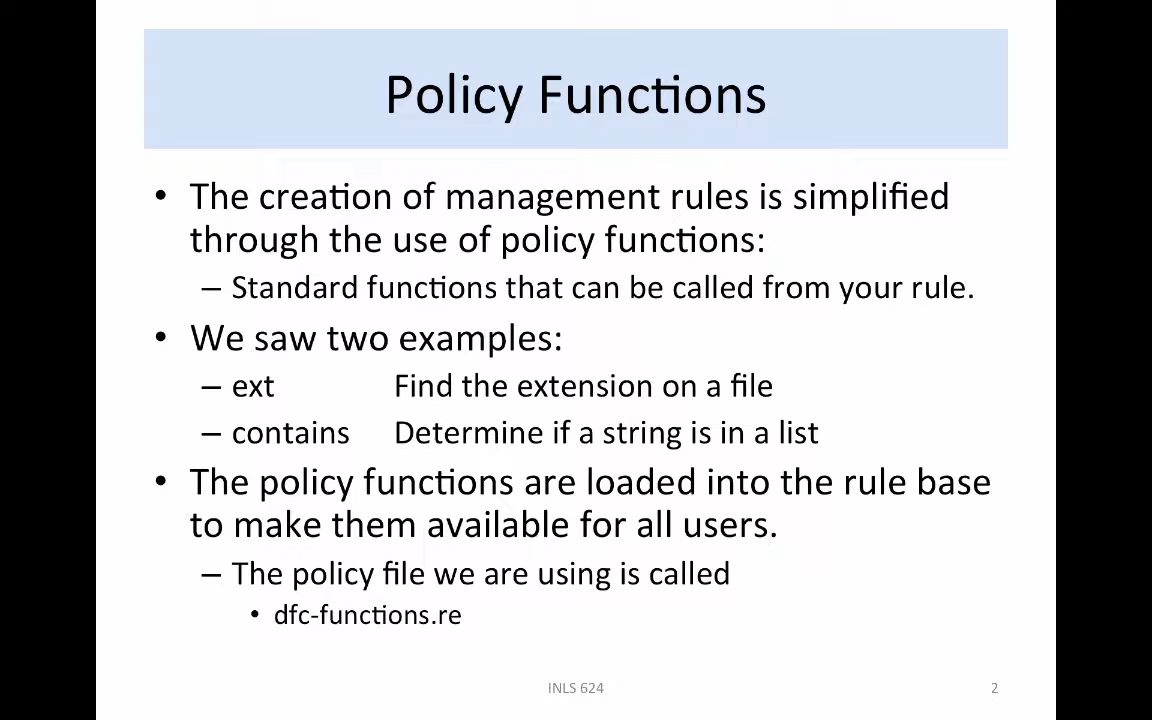 Policy Functions
• The creation of management rules is simplified
through the use of policy functions:
– Standard functions that can be called from your rule.
• We saw two examples:
– ext Find the extension on a file
– contains Determine if a string is in a list
• The policy functions are loaded into the rule base
to make them available for all users.
– The policy file we are using is called
• dfc-functions.re
INLS 624
2